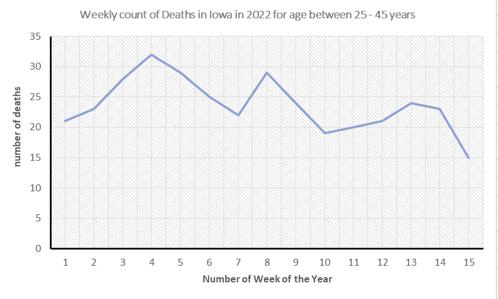 Weekly count of Deaths in Iowa in 2022 for age between 25 - 45 years
number of deaths
35
30
25
20
15
10
5
0
1 2 3 4 5 6 7 8 9 10 11 12 13 14 15
Number of Week of the Year